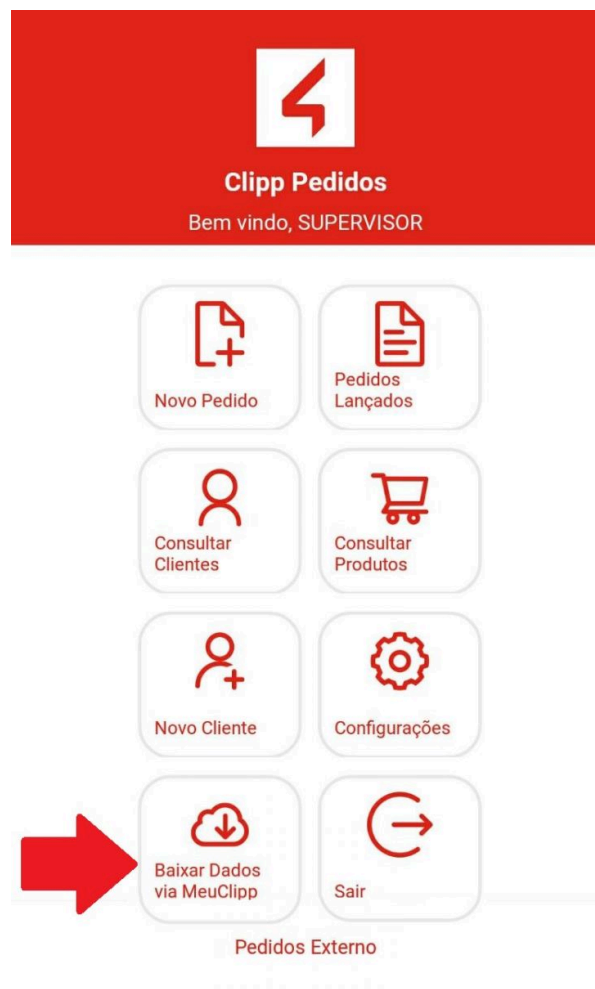 Clipp Pedidos
Bem vindo, SUPERVISOR
Novo Pedido
Pedidos
Lançados
Consultar
Clientes
Consultar
Produtos
Novo Cliente
Configurações
Baixar Dados
via MeuClipp
Sair
Pedidos Externo